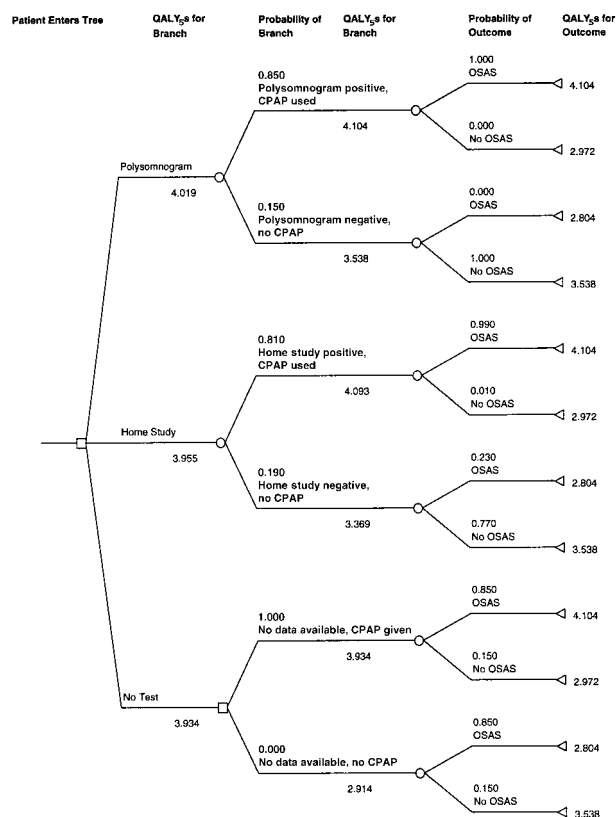 Patient Enters Tree
QALY5s for
Branch
Probability of
Branch
QALY5s for
Branch
Probability of
Outcome
QALY5s for
Outcome
Polysomnogram
4.019
0.850
Polysomnogram positive,
CPAP used
4.104
1.000
OSAS
4.104
0.000
No OSAS
2.972
0.150
Polysomnogram negative,
no CPAP
3.538
0.000
OSAS
2.804
1.000
No OSAS
3.538
Home Study
3.955
0.810
Home study positive,
CPAP used
4.093
0.990
OSAS
4.104
0.010
No OSAS
2.972
0.190
Home study negative,
no CPAP
3.369
0.230
OSAS
2.804
0.770
No OSAS
3.538
No Test
3.934
1.000
No data available, CPAP given
3.934
0.850
OSAS
4.104
0.150
No OSAS
2.972
0.000
No data available, no CPAP
2.914
0.850
OSAS
2.804
0.150
No OSAS
3.538